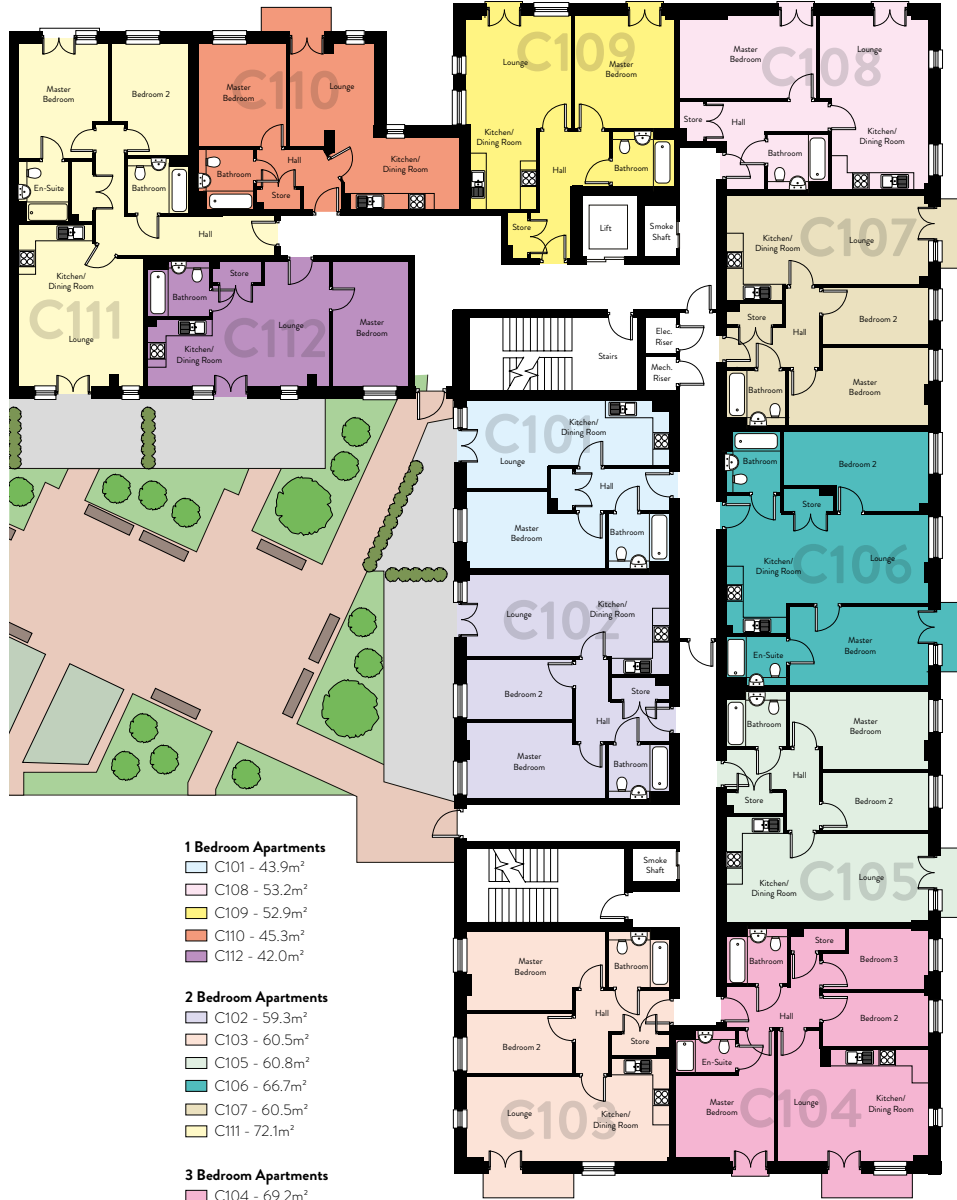 C109
Lounge
Master
Bedroom
Kitchen/
Dining Room
Hall
Bathroom
Store
Lift
Smoke
Shaft
C108
Master
Bedroom
Lounge
Store
Hall
Bathroom
Kitchen/
Dining Room
C110
Master
Bedroom
Lounge
Hall
Bathroom
Store
Kitchen/
Dining Room
Master
Bedroom
Bedroom 2
En-Suite
Bathroom
Hall
Kitchen/
Dining Room
C111
Lounge
Store
Bathroom
C112
Lounge
Kitchen/
Dining Room
Master
Bedroom
C107
Kitchen/
Dining Room
Lounge
Store
Hall
Bedroom 2
Bathroom
Master
Bedroom
Stairs
Elec.
Riser
Mech.
Riser
C101
Kitchen/
Dining Room
Lounge
Hall
Master
Bedroom
Bathroom
Bathroom
Bedroom 2
Store
C106
Kitchen/
Dining Room
Lounge
En-Suite
Master
Bedroom
C102
Lounge
Kitchen/
Dining Room
Bedroom 2
Store
Hall
Master
Bedroom
Bathroom
Bathroom
Master
Bedroom
Hall
Store
Bedroom 2
C105
Kitchen/
Dining Room
Lounge
Smoke
Shaft
Master
Bedroom
Bathroom
Hall
Bedroom 2
Store
C103
Lounge
Kitchen/
Dining Room
Store
Bathroom
Bedroom 3
Hall
Bedroom 2
En-Suite
C104
Master
Bedroom
Lounge
Kitchen/
Dining Room
1 Bedroom Apartments
C101 - 43.9m²
C108 - 53.2m²
C109 - 52.9m²
C110 - 45.3m²
C112 - 42.0m²
2 Bedroom Apartments
C102 - 59.3m²
C103 - 60.5m²
C105 - 60.8m²
C106 - 66.7m²
C107 - 60.5m²
C111 - 72.1m²
3 Bedroom Apartments
C104 - 69.2m²